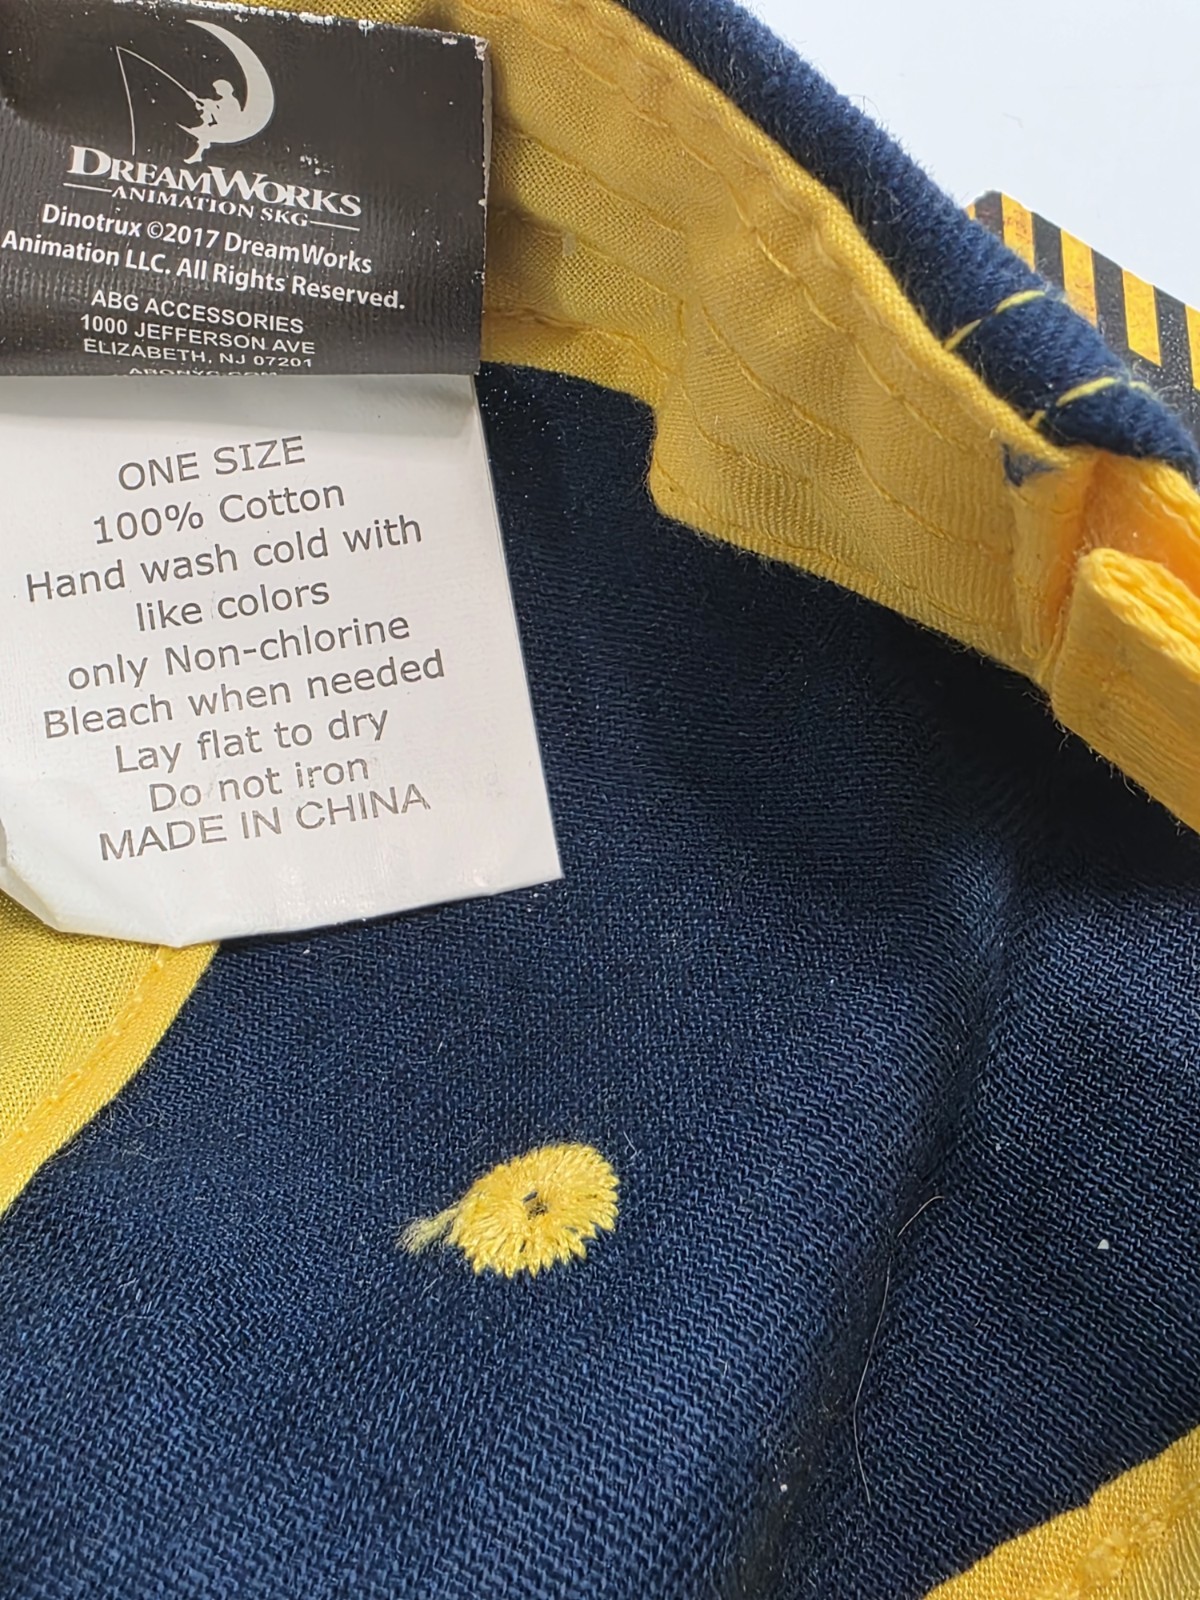 DREAMWORKS
ANIMATION SKG
Dinotrux ©2017 DreamWorks
Animation LLC. All Rights Reserved.
ABG ACCESSORIES
1000 JEFFERSON AVE
ELIZABETH, NJ 07201
ONE SIZE
100% Cotton
Hand wash cold with
like colors
only Non-chlorine
Bleach when needed
Lay flat to dry
Do not iron
MADE IN CHINA